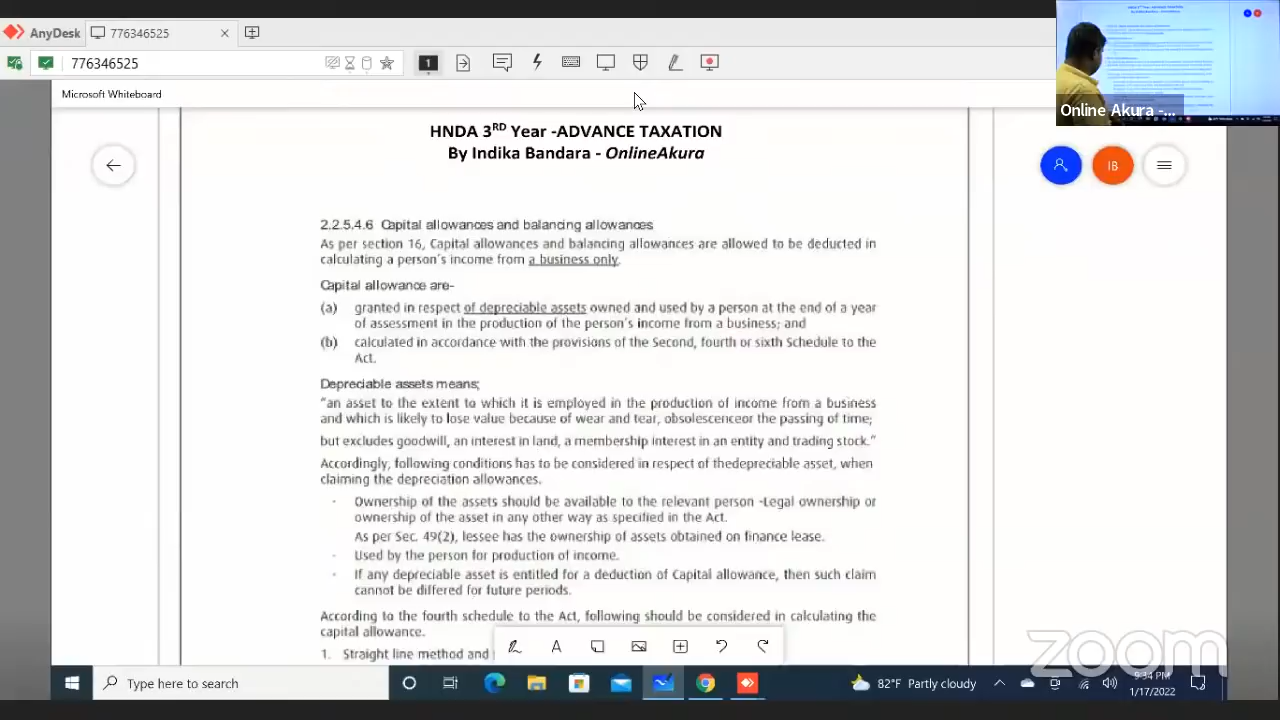 AnyDesk
776346525
776346525
1
Microsoft Whiteboard
Online Akura -...
IB
HNDA 3RD Year -ADVANCE TAXATION
By Indika Bandara - OnlineAkura
2.2.5.4.6 Capital allowances and balancing allowances
As per section 16, Capital allowances and balancing allowances are allowed to be deducted in
calculating a person's income from a business only.
Capital allowance are-
(a) granted in respect of depreciable assets owned and used by a person at the end of a year
of assessment in the production of the person's income from a business; and
(b) calculated in accordance with the provisions of the Second, fourth or sixth Schedule to the
Act.
Depreciable assets means;
"an asset to the extent to which it is employed in the production of income from a business
and which is likely to lose value because of wear and tear, obsolescenceor the passing of time;
but excludes goodwill, an interest in land, a membership interest in an entity and trading stock."
Accordingly, following conditions has to be considered in respect of thedepreciable asset, when
claiming the depreciation allowances.
- Ownership of the assets should be available to the relevant person -Legal ownership or
ownership of the asset in any other way as specified in the Act.
As per Sec. 49(2), lessee has the ownership of assets obtained on finance lease.
- Used by the person for production of income.
- If any depreciable asset is entitled for a deduction of Capital allowance, then such claim
cannot be differed for future periods.
According to the fourth schedule to the Act, following should be considered in calculating the
capital allowance.
1. Straight line method and
zoom
Type here to search
82°F Partly cloudy
9:34 PM
1/17/2022